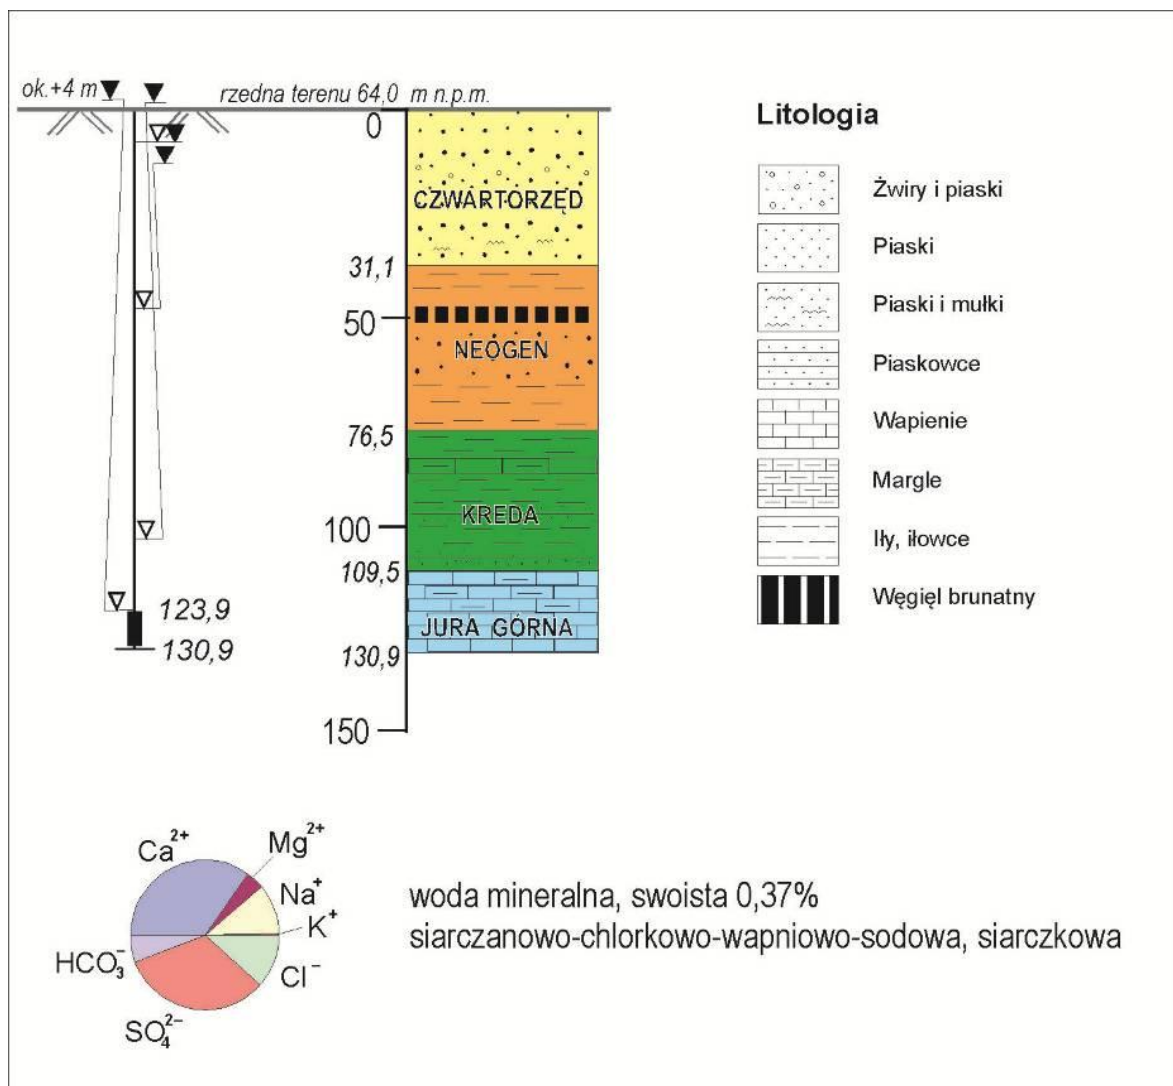 ok.+4 m
rzedna terenu 64,0 m n.p.m.
0
CZWARTORZĘD
31,1
50
NEOGEN
76,5
KREDA
100
109,5
JURA GÓRNA
130,9
150
123,9
130,9
Litologia
Żwiry i piaski
Piaski
Piaski i mułki
Piaskowce
Wapienie
Margle
Iły, iłowce
Węgięl brunatny
Ca2+
Mg2+
Na+
K+
Cl−
SO42−
HCO3−
woda mineralna, swoista 0,37%
siarczanowo-chlorkowo-wapniowo-sodowa, siarczkowa